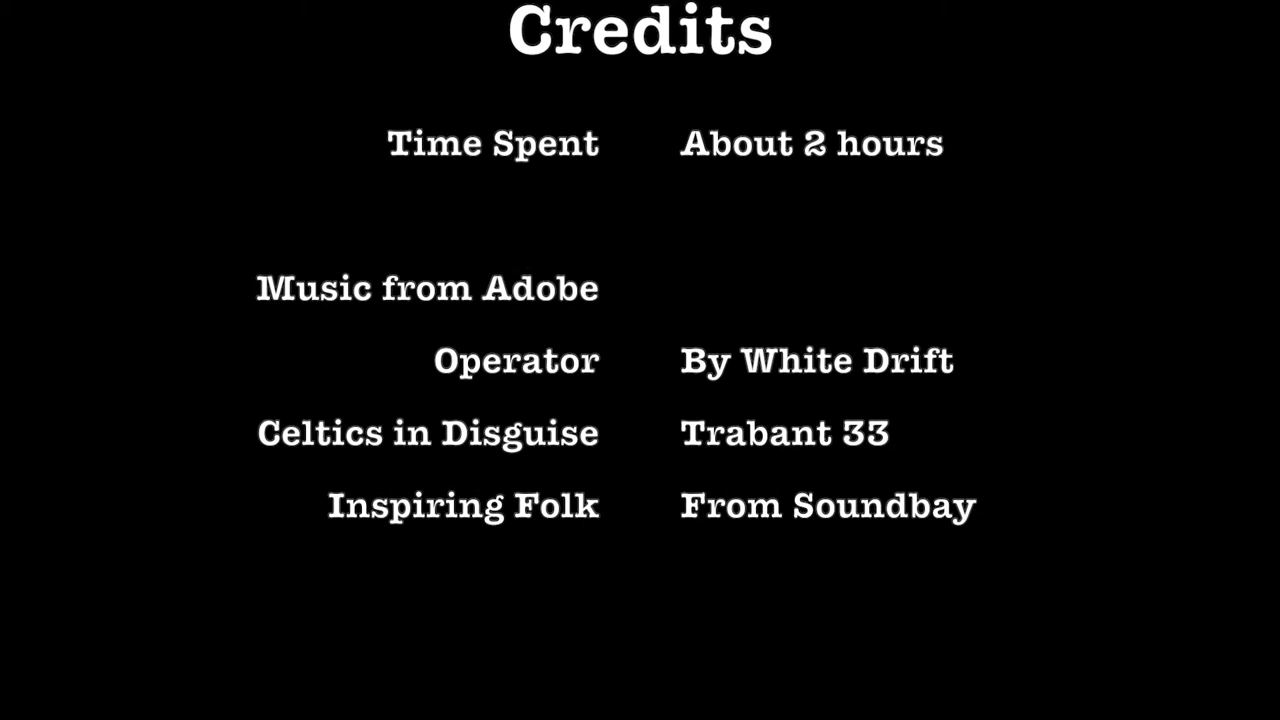 Credits
Time Spent About 2 hours
Music from Adobe
Operator By White Drift
Celtics in Disguise Trabant 33
Inspiring Folk From Soundbay